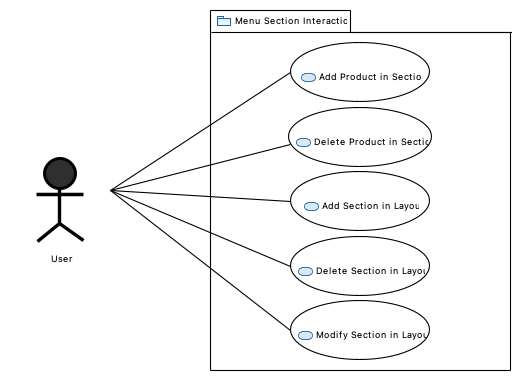 Menu Section Interactic
Add Product in Sectio
Delete Product in Sectic
Add Section in Layou
Delete Section in Layou
User
Modify Section in Layou